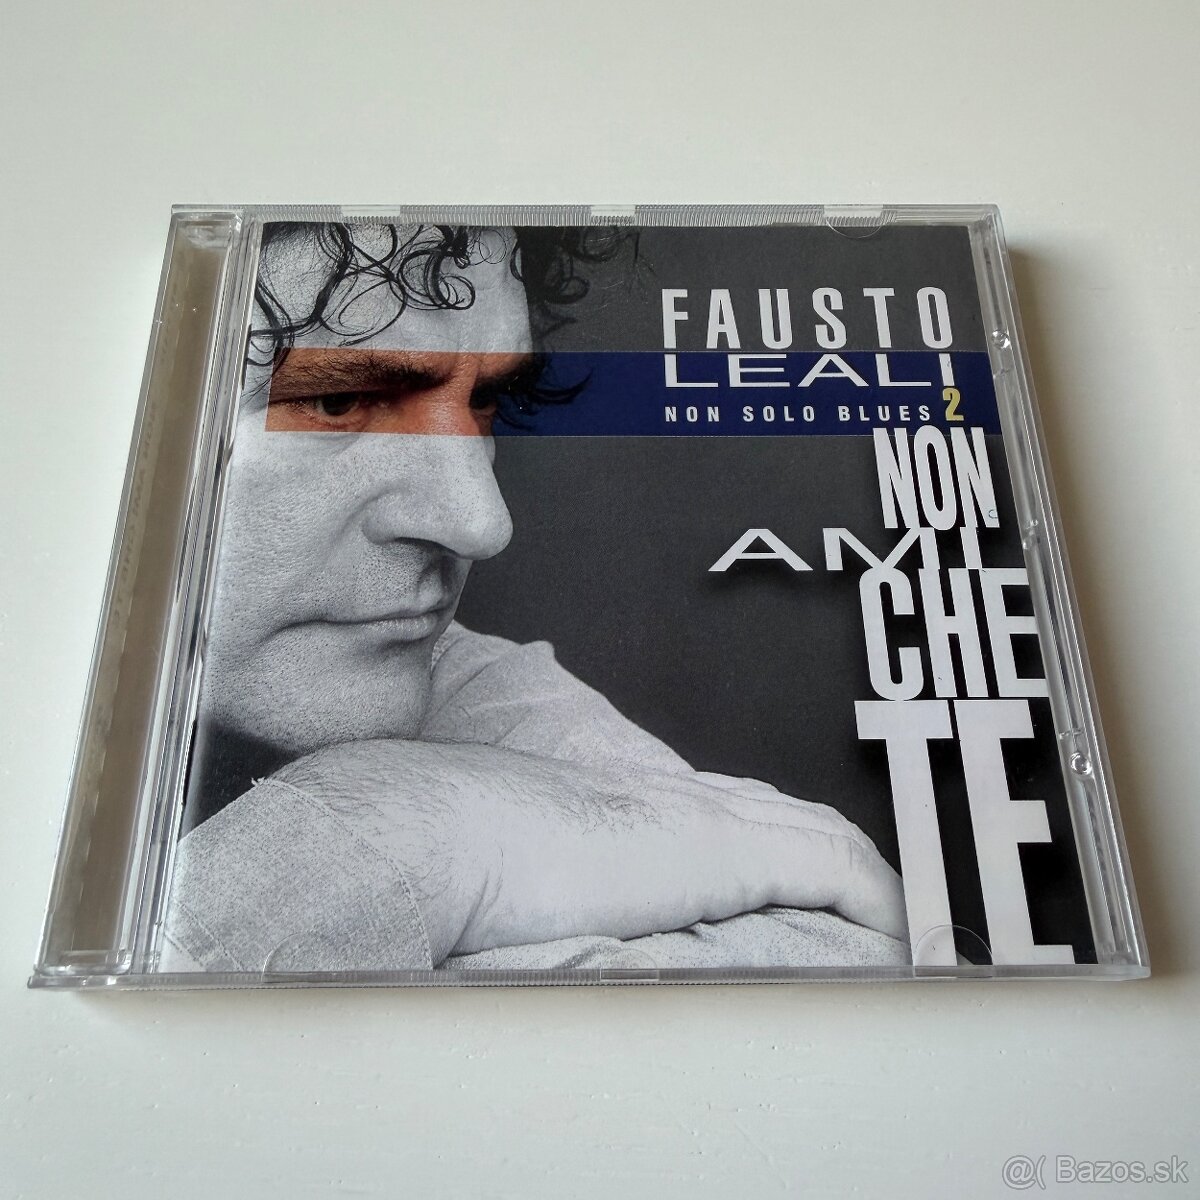 FAUSTO
LEALI
NON SOLO BLUES 2
NON
AMI
CHE
TE
@( Bazos.sk